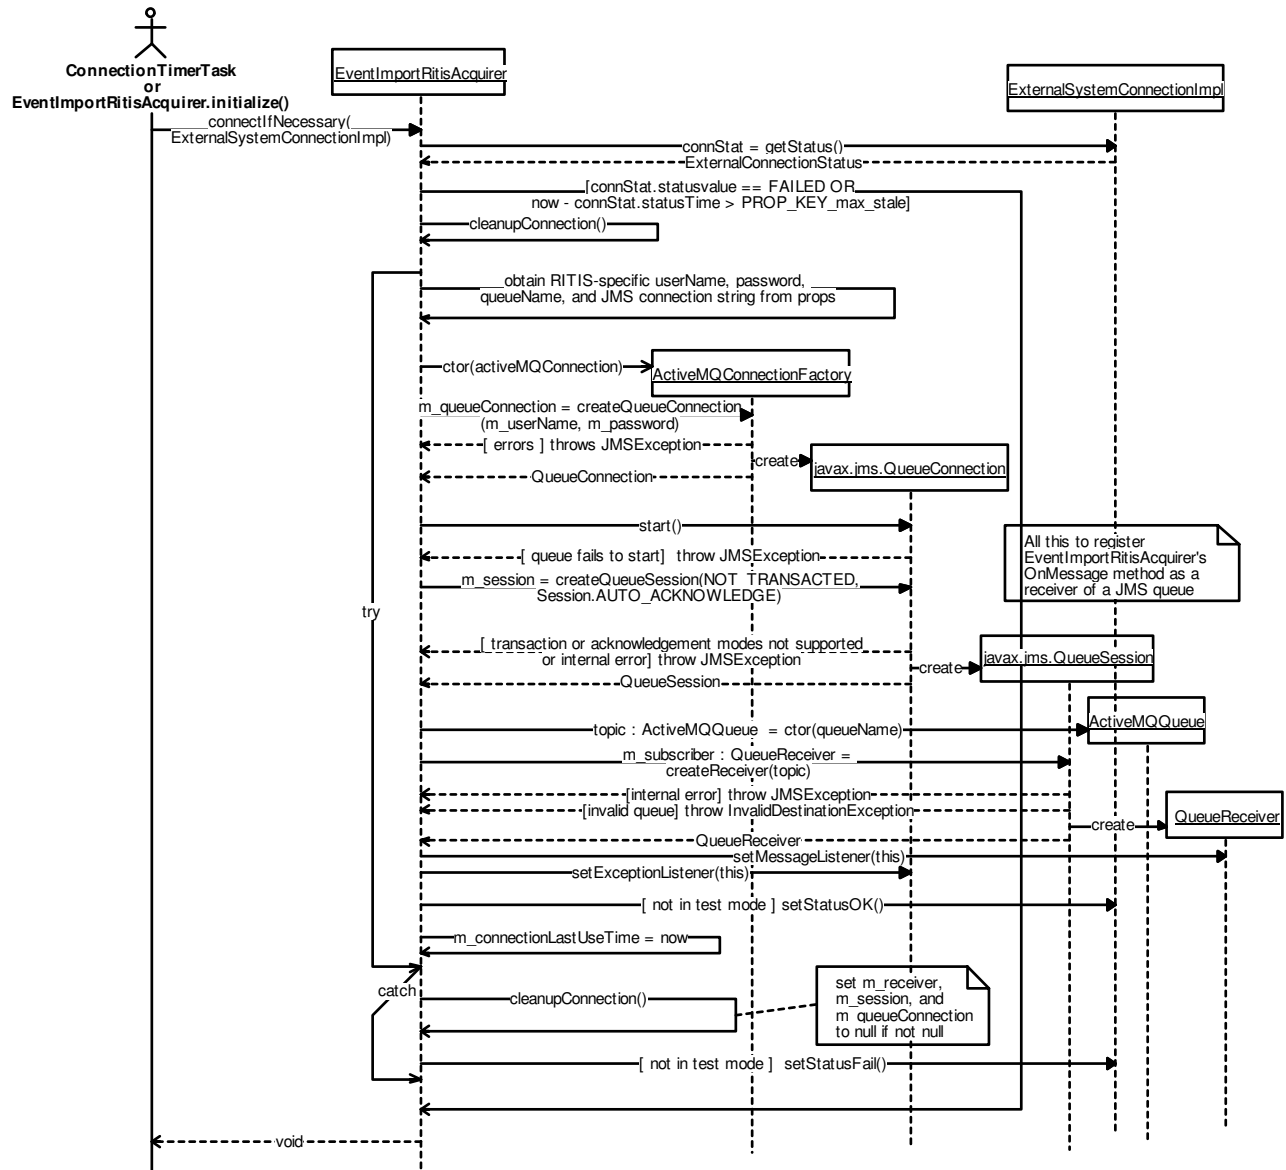 ConnectionTimerTask
or
EventImportRitisAcquirer.initialize()
EventImportRitisAcquirer
ExternalSystemConnectionImpl
connectIfNecessary(
ExternalSystemConnectionImpl)
connStat = getStatus()
ExternalConnectionStatus
[connStat.statusvalue == FAILED OR
now - connStat.statusTime > PROP_KEY_max_stale]
cleanupConnection()
obtain RITIS-specific userName, password,
queueName, and JMS connection string from props
ctor(activeMQConnection)
ActiveMQConnectionFactory
m_queueConnection = createQueueConnection
(m_userName, m_password)
[ errors ] throws JMSException
create
javax.jms.QueueConnection
QueueConnection
start()
All this to register
EventImportRitisAcquirer's
OnMessage method as a
receiver of a JMS queue
[ queue fails to start] throw JMSException
m_session = createQueueSession(NOT_TRANSACTED,
Session.AUTO_ACKNOWLEDGE)
try
[ transaction or acknowledgement modes not supported
or internal error] throw JMSException
create
javax.jms.QueueSession
QueueSession
topic : ActiveMQQueue = ctor(queueName)
ActiveMQQueue
m_subscriber : QueueReceiver =
createReceiver(topic)
[internal error] throw JMSException
[invalid queue] throw InvalidDestinationException
create
QueueReceiver
QueueReceiver
setMessageListener(this)
setExceptionListener(this)
[ not in test mode ] setStatusOK()
m_connectionLastUseTime = now
catch
cleanupConnection()
set m_receiver,
m_session, and
m_queueConnection
to null if not null
[ not in test mode ] setStatusFail()
void